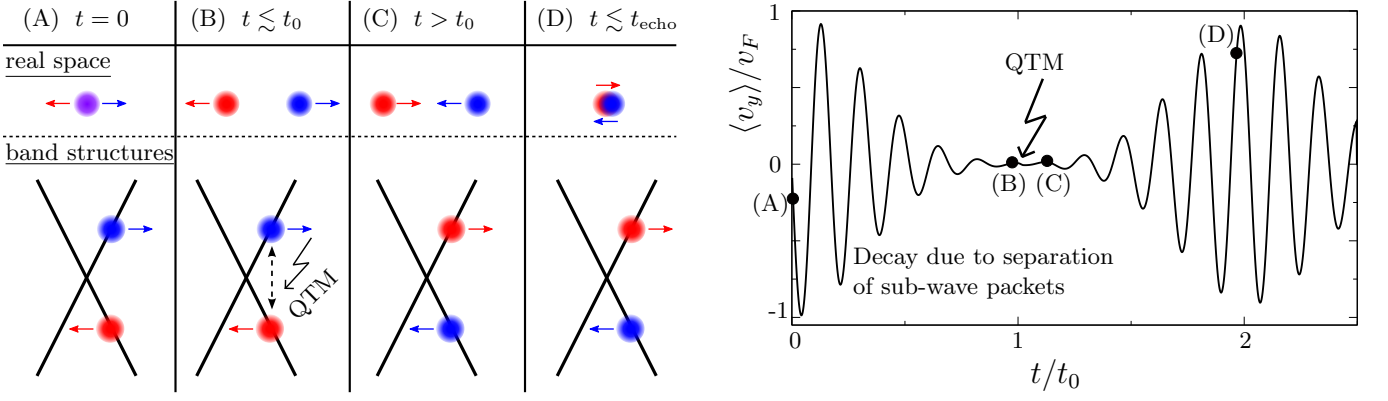 (A) t = 0
(B) t ≲ t₀
(C) t > t₀
(D) t ≲ t_echo
real space
band structures
QTM
1
0
-1
⟨v_y⟩/v_F
(A)
QTM
(B)
(C)
(D)
Decay due to separation
of sub-wave packets
0
1
2
t/t₀